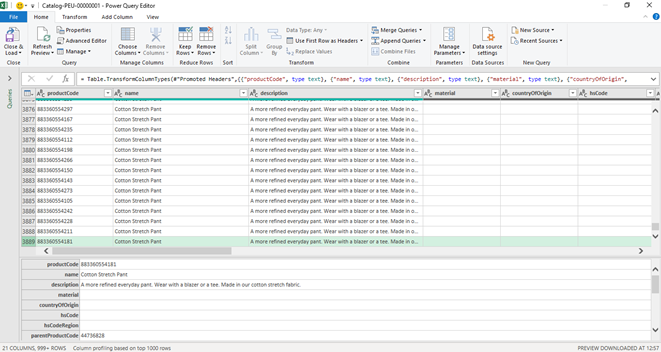 Catalog-PEU-00000001 - Power Query Editor
File Home Transform Add Column View
Close & Load
Refresh Preview
Properties
Advanced Editor
Manage
Choose Columns
Remove Columns
Keep Rows
Remove Rows
Split Column
Group By
Data Type: Any
Use First Row as Headers
Replace Values
Merge Queries
Append Queries
Combine Files
Manage Parameters
Data source settings
New Source
Recent Sources
Close Query Manage Columns Reduce Rows Sort Transform Combine Parameters Data Sources New Query
Queries
fx = Table.TransformColumnTypes(#"Promoted Headers",{{"productCode", type text}, {"name", type text}, {"description", type text}, {"material", type text}, {"countryOfOrigin",
productCode name description material countryOfOrigin hsCode
3876 883360554297 Cotton Stretch Pant A more refined everyday pant. Wear with a blazer or a tee. Made in o...
3877 883360554167 Cotton Stretch Pant A more refined everyday pant. Wear with a blazer or a tee. Made in o...
3878 883360554235 Cotton Stretch Pant A more refined everyday pant. Wear with a blazer or a tee. Made in o...
3879 883360554112 Cotton Stretch Pant A more refined everyday pant. Wear with a blazer or a tee. Made in o...
3880 883360554198 Cotton Stretch Pant A more refined everyday pant. Wear with a blazer or a tee. Made in o...
3881 883360554266 Cotton Stretch Pant A more refined everyday pant. Wear with a blazer or a tee. Made in o...
3882 883360554150 Cotton Stretch Pant A more refined everyday pant. Wear with a blazer or a tee. Made in o...
3883 883360554143 Cotton Stretch Pant A more refined everyday pant. Wear with a blazer or a tee. Made in o...
3884 883360554273 Cotton Stretch Pant A more refined everyday pant. Wear with a blazer or a tee. Made in o...
3885 883360554105 Cotton Stretch Pant A more refined everyday pant. Wear with a blazer or a tee. Made in o...
3886 883360554242 Cotton Stretch Pant A more refined everyday pant. Wear with a blazer or a tee. Made in o...
3887 883360554228 Cotton Stretch Pant A more refined everyday pant. Wear with a blazer or a tee. Made in o...
3888 883360554211 Cotton Stretch Pant A more refined everyday pant. Wear with a blazer or a tee. Made in o...
3889 883360554181 Cotton Stretch Pant A more refined everyday pant. Wear with a blazer or a tee. Made in o...
productCode 883360554181
name Cotton Stretch Pant
description A more refined everyday pant. Wear with a blazer or a tee. Made in our cotton stretch fabric.
material
countryOfOrigin
hsCode
hsCodeRegion
parentProductCode 44736828
21 COLUMNS, 999+ ROWS Column profiling based on top 1000 rows PREVIEW DOWNLOADED AT 12:57